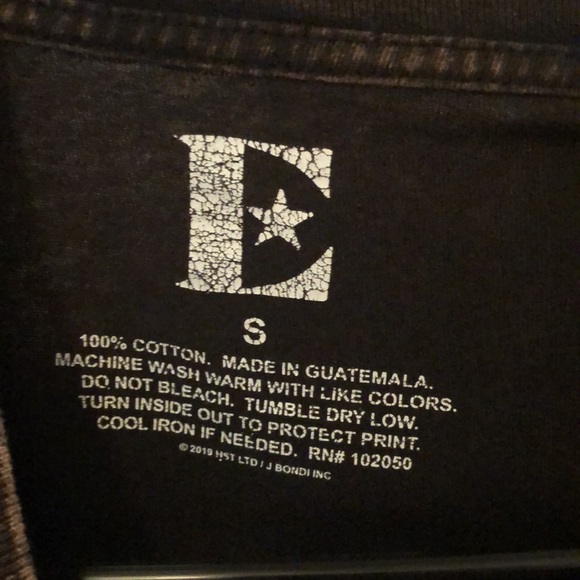 E
S
100% COTTON. MADE IN GUATEMALA.
MACHINE WASH WARM WITH LIKE COLORS.
DO NOT BLEACH. TUMBLE DRY LOW.
TURN INSIDE OUT TO PROTECT PRINT.
COOL IRON IF NEEDED. RN# 102050
© 2019 HST LTD / J BONDI INC